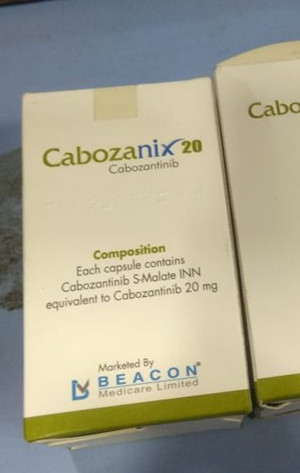 Cabozanix 20
Cabozantinib
Composition
Each capsule contains
Cabozantinib S-Malate INN
equivalent to Cabozantinib 20 mg
Marketed By
BEACON®
Medicare Limited
Cabo